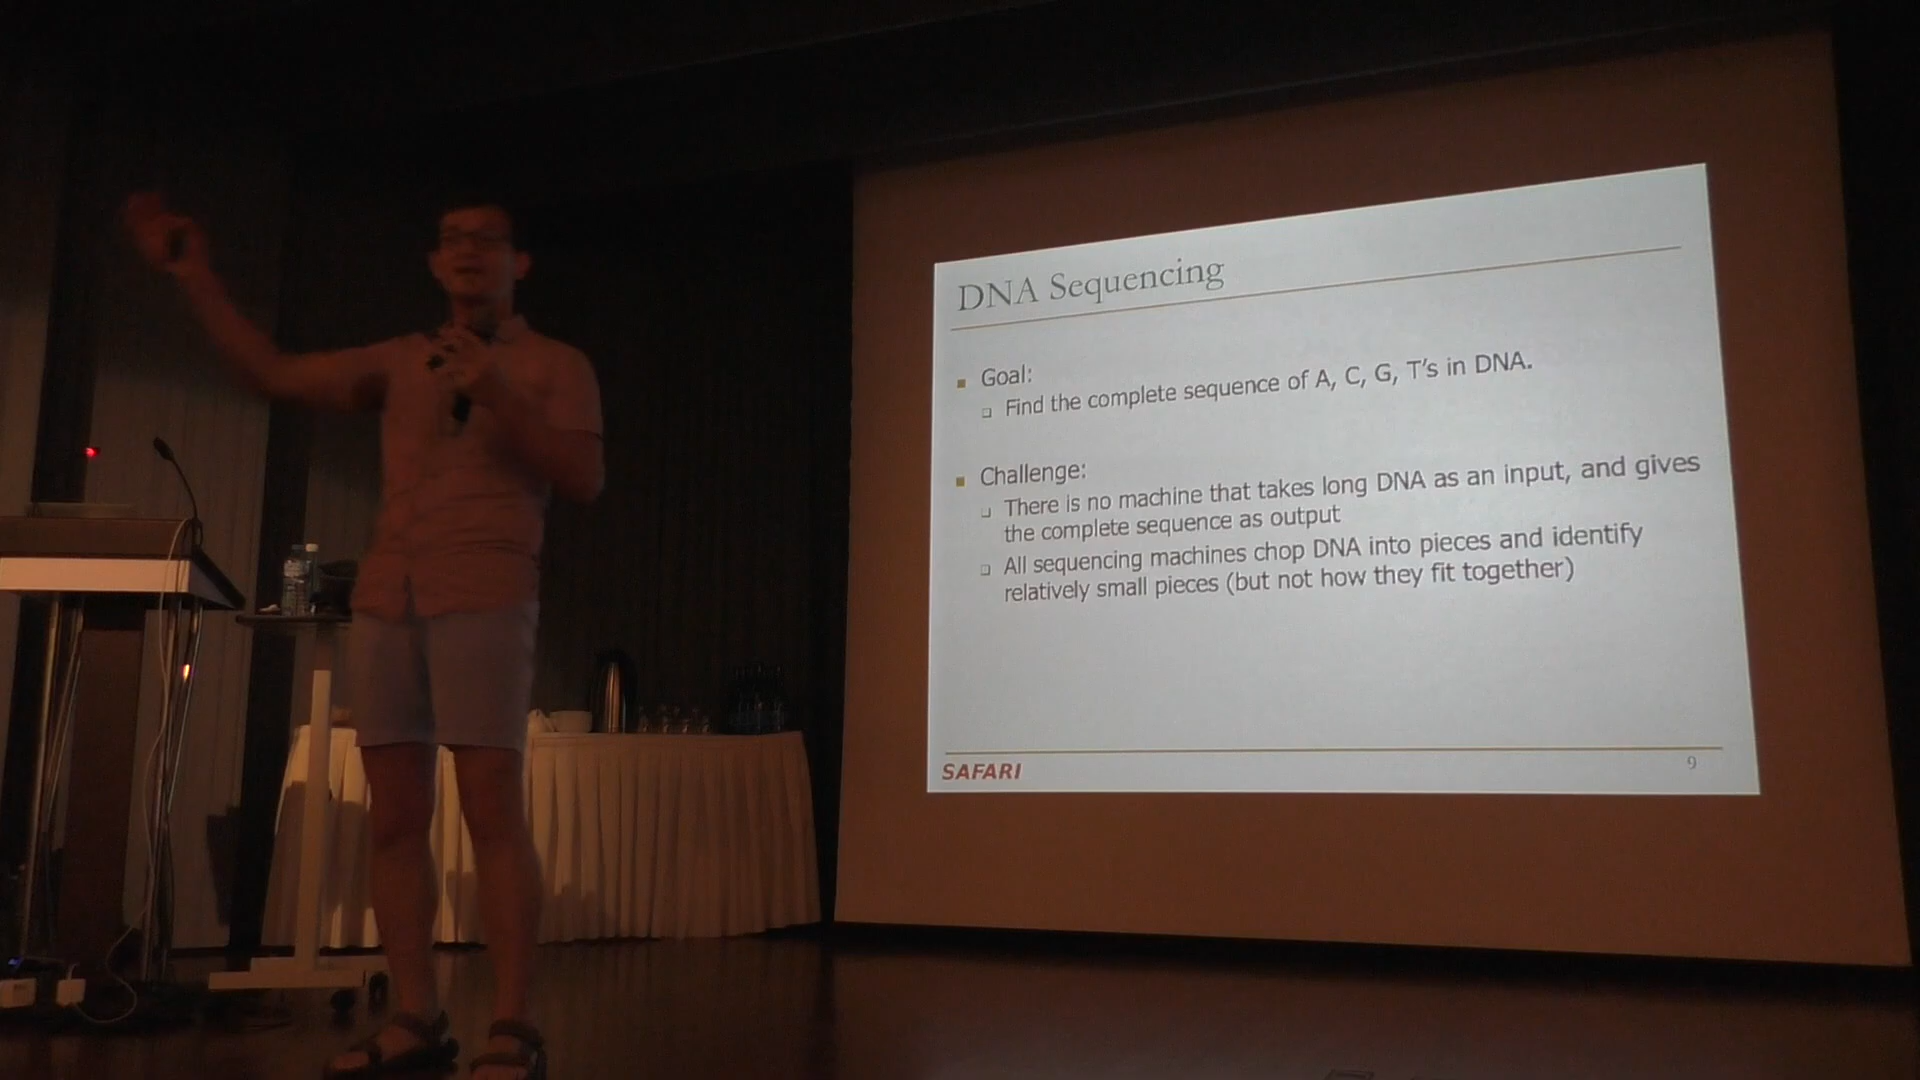 DNA Sequencing
Goal:
Find the complete sequence of A, C, G, T's in DNA.
Challenge:
There is no machine that takes long DNA as an input, and gives
the complete sequence as output
All sequencing machines chop DNA into pieces and identify
relatively small pieces (but not how they fit together)
SAFARI
9